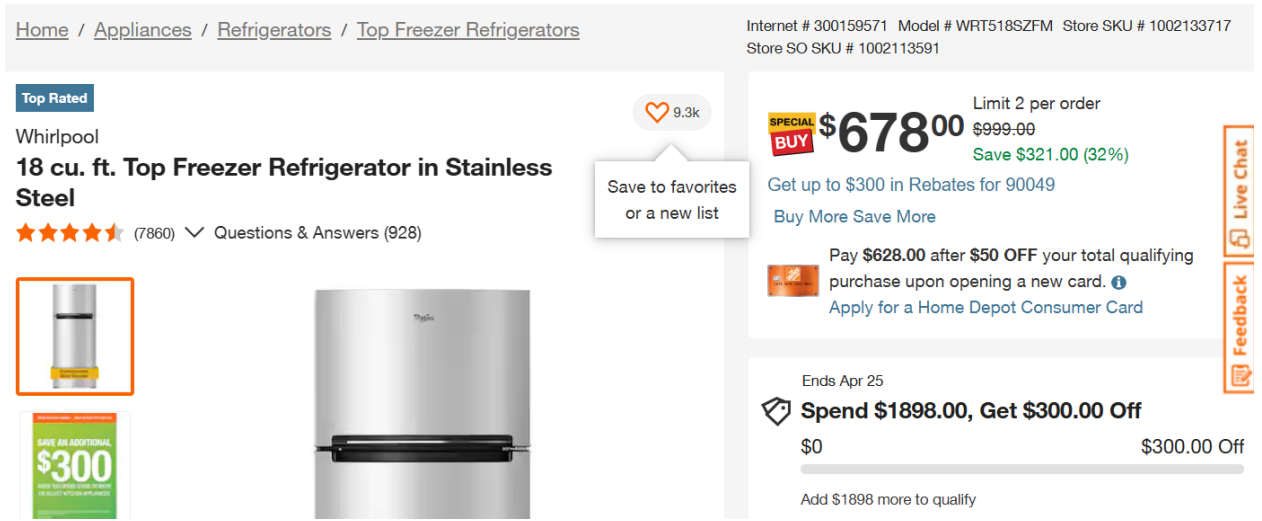 Home / Appliances / Refrigerators / Top Freezer Refrigerators
Internet # 300159571 Model # WRT518SZFM Store SKU # 1002133717
Store SO SKU # 1002113591
Top Rated
9.3k
Whirlpool
18 cu. ft. Top Freezer Refrigerator in Stainless
Steel
(7860) Questions & Answers (928)
Save to favorites
or a new list
SPECIAL
BUY
$67800
Limit 2 per order
$999.00
Save $321.00 (32%)
Get up to $300 in Rebates for 90049
Buy More Save More
Pay $628.00 after $50 OFF your total qualifying
purchase upon opening a new card.
Apply for a Home Depot Consumer Card
Live Chat
Feedback
Whirlpool
SAVE AN ADDITIONAL
$300
Ends Apr 25
Spend $1898.00, Get $300.00 Off
$0 $300.00 Off
Add $1898 more to qualify